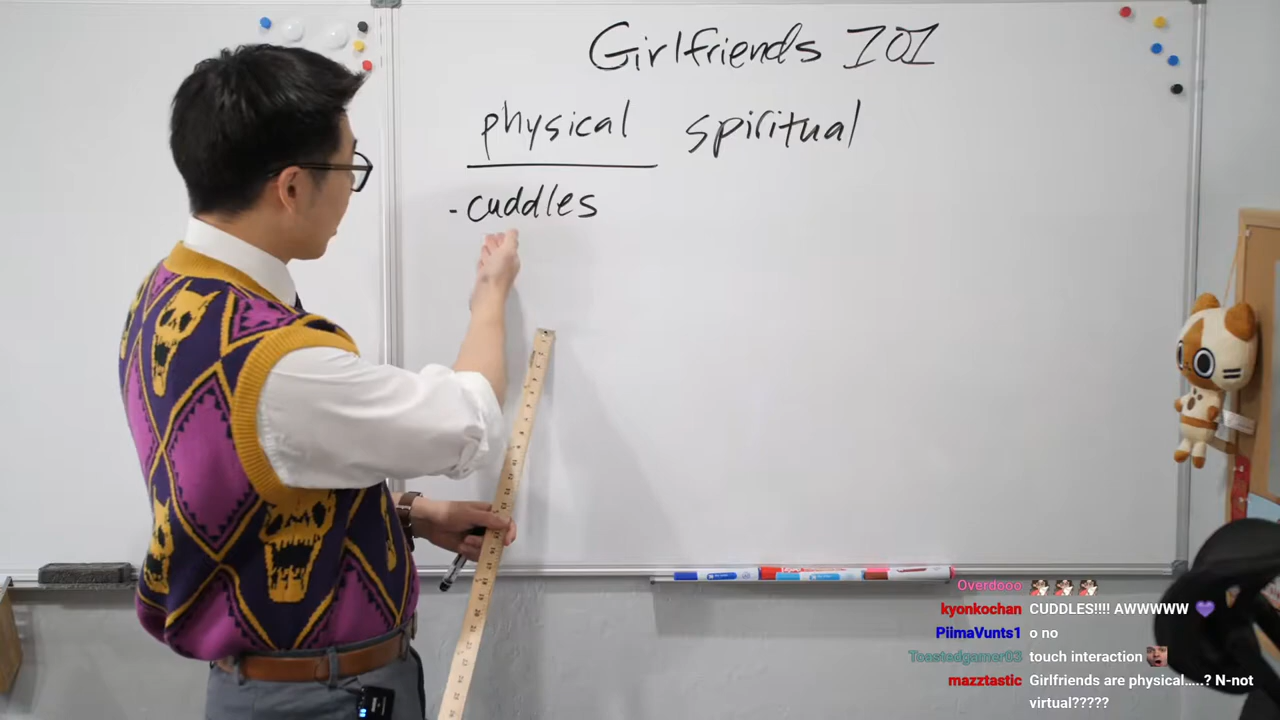 Girlfriends 101
physical spiritual
- cuddles
Overdooo
kyonkochan CUDDLES!!!! AWWWWW 💜
PiimaVunts1 o no
Toastedgamer03 touch interaction
mazztastic Girlfriends are physical…..? N-not
virtual?????